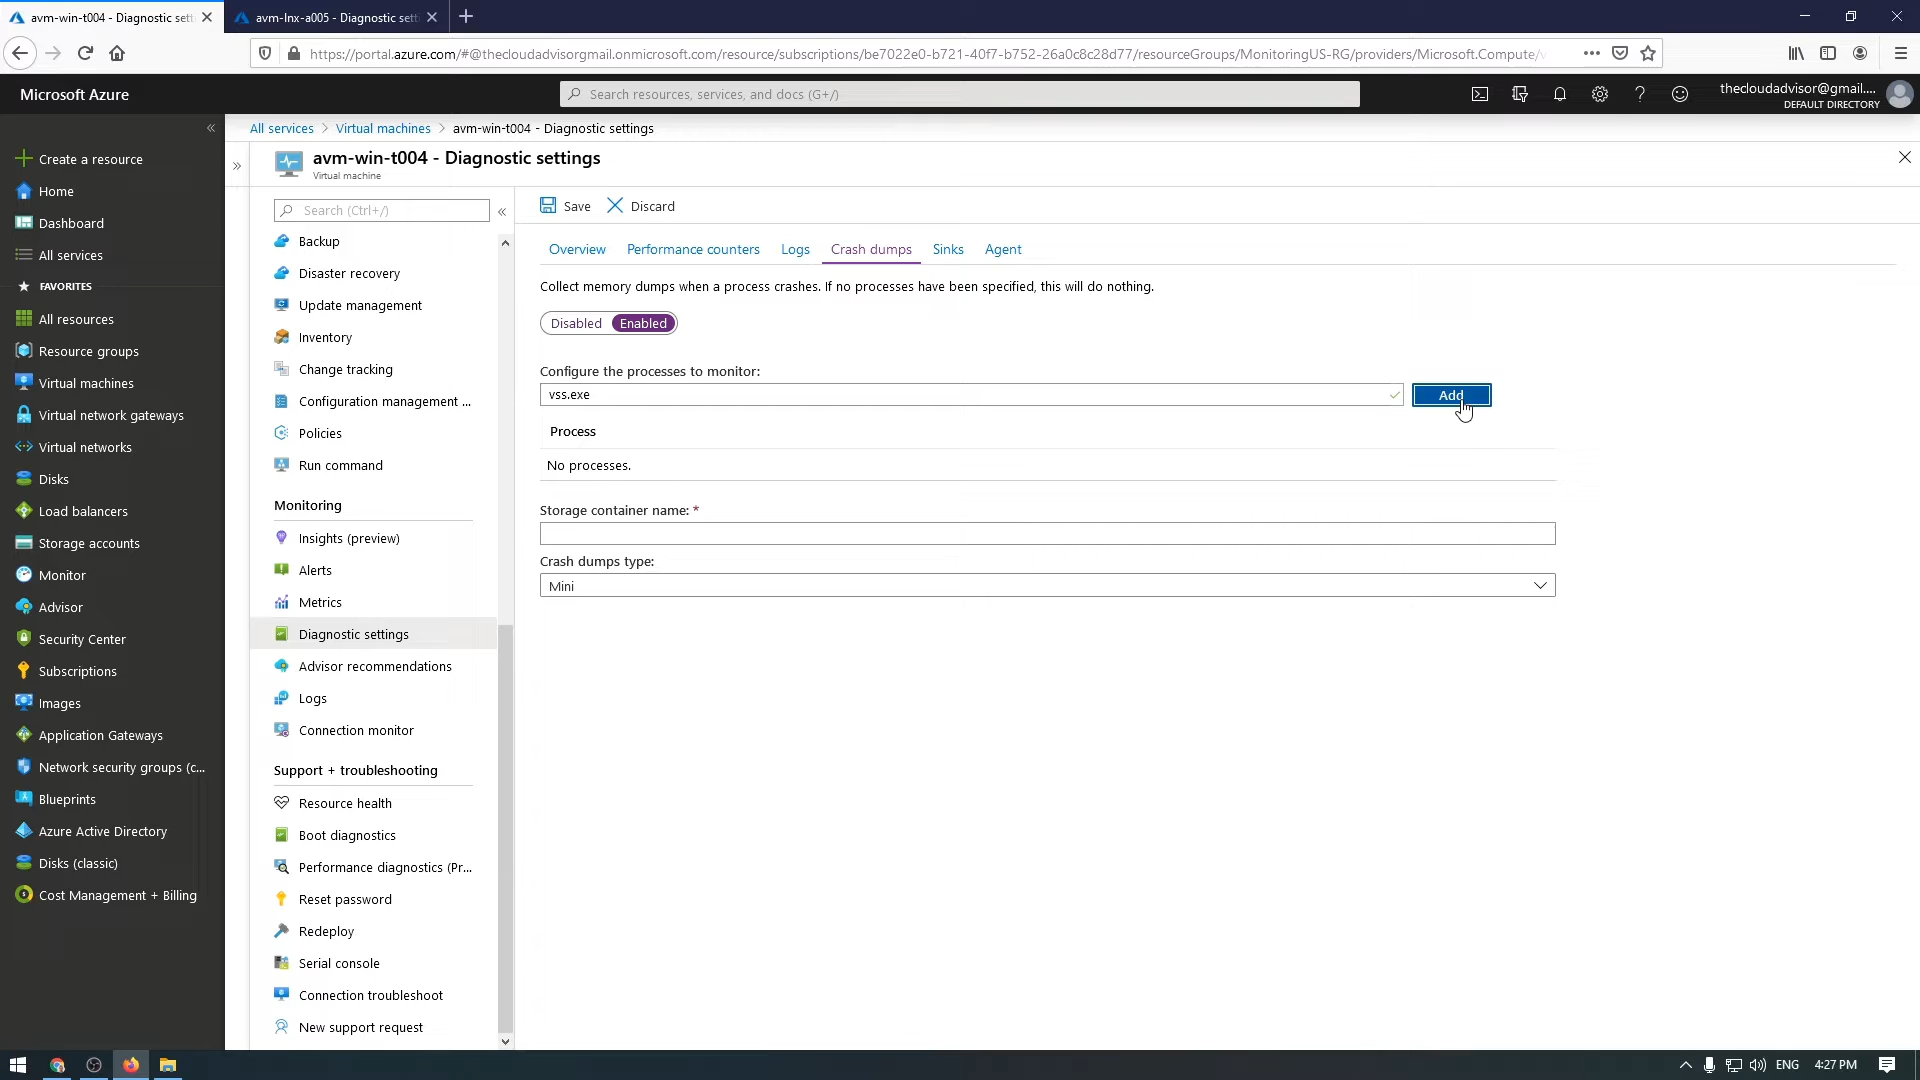 avm-win-t004 - Diagnostic sett
avm-lnx-a005 - Diagnostic sett
https://portal.azure.com/#@thecloudadvisorgmail.onmicrosoft.com/resource/subscriptions/be7022e0-b721-40f7-b752-26a0c8c28d77/resourceGroups/MonitoringUS-RG/providers/Microsoft.Compute/
Microsoft Azure
Search resources, services, and docs (G+/)
thecloudadvisor@gmail....
DEFAULT DIRECTORY
Create a resource
Home
Dashboard
All services
FAVORITES
All resources
Resource groups
Virtual machines
Virtual network gateways
Virtual networks
Disks
Load balancers
Storage accounts
Monitor
Advisor
Security Center
Subscriptions
Images
Application Gateways
Network security groups (c...
Blueprints
Azure Active Directory
Disks (classic)
Cost Management + Billing
All services > Virtual machines > avm-win-t004 - Diagnostic settings
avm-win-t004 - Diagnostic settings
Virtual machine
Search (Ctrl+/)
Backup
Disaster recovery
Update management
Inventory
Change tracking
Configuration management ...
Policies
Run command
Monitoring
Insights (preview)
Alerts
Metrics
Diagnostic settings
Advisor recommendations
Logs
Connection monitor
Support + troubleshooting
Resource health
Boot diagnostics
Performance diagnostics (Pr...
Reset password
Redeploy
Serial console
Connection troubleshoot
New support request
Save Discard
Overview Performance counters Logs Crash dumps Sinks Agent
Collect memory dumps when a process crashes. If no processes have been specified, this will do nothing.
Disabled Enabled
Configure the processes to monitor:
vss.exe
Add
Process
No processes.
Storage container name: *
Crash dumps type:
Mini
ENG 4:27 PM